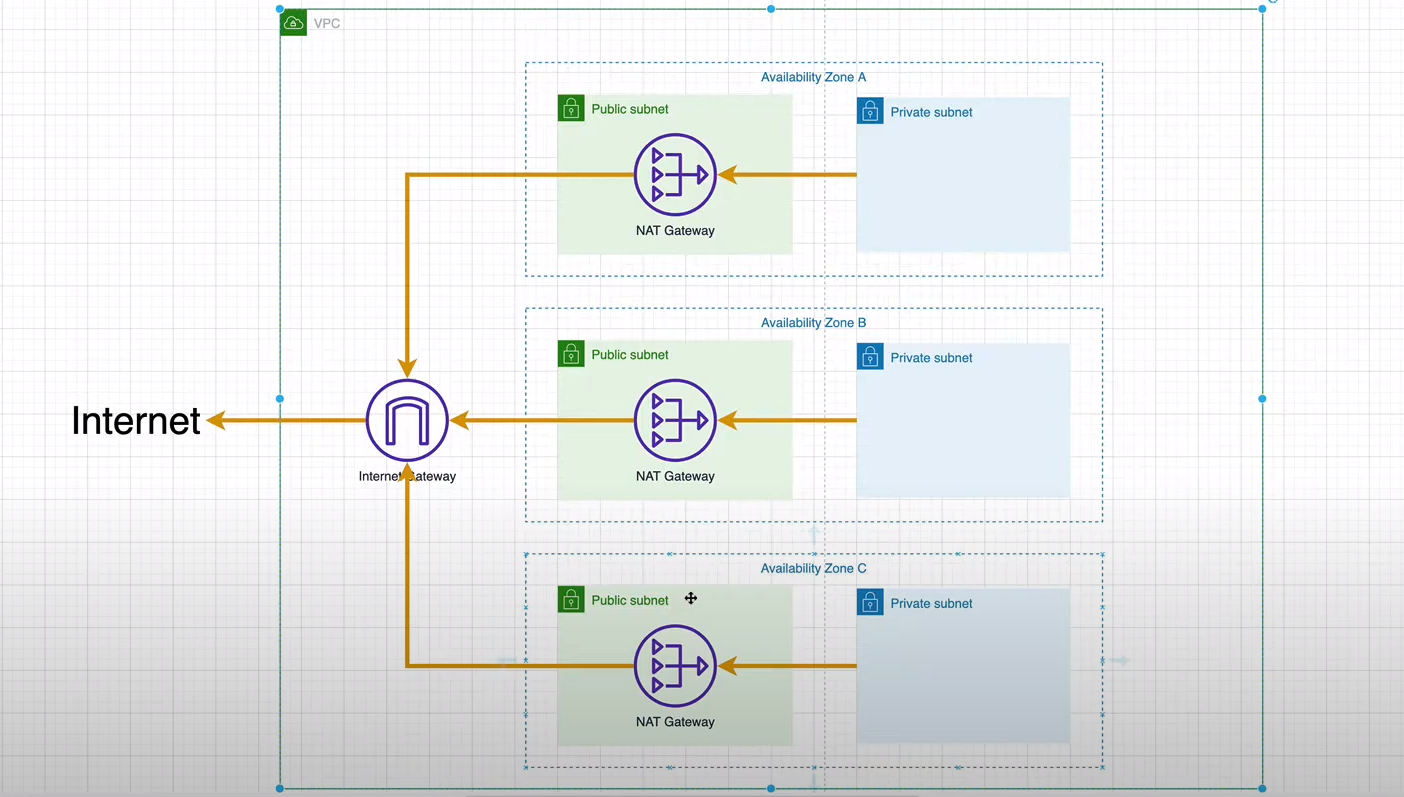 VPC
Availability Zone A
Public subnet
Private subnet
NAT Gateway
Availability Zone B
Public subnet
Private subnet
NAT Gateway
Internet
Internet Gateway
Availability Zone C
Public subnet
Private subnet
NAT Gateway